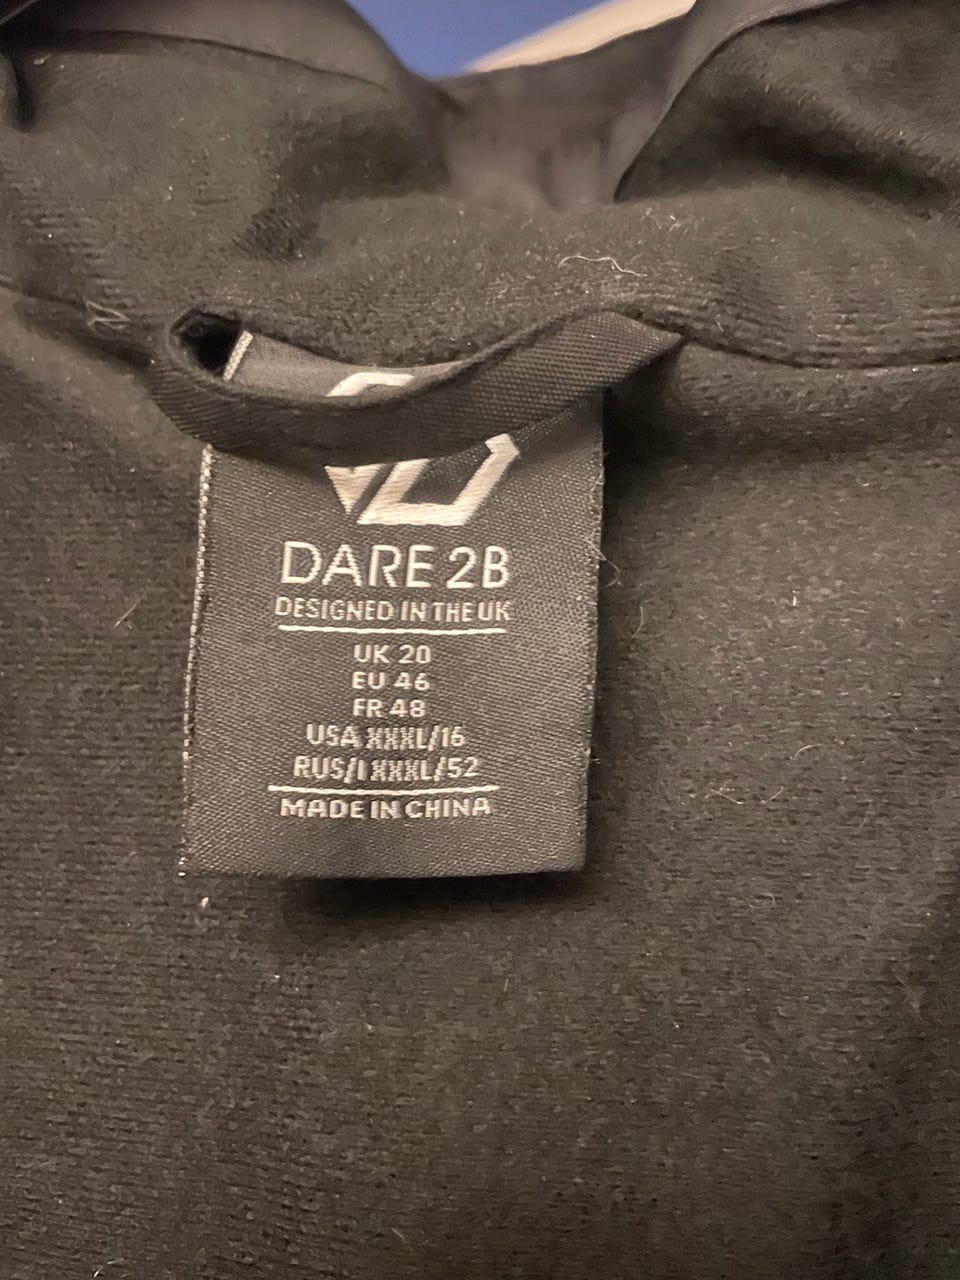 DARE 2B
DESIGNED IN THE UK
UK 20
EU 46
FR 48
USA XXXL/16
RUS/I XXXL/52
MADE IN CHINA